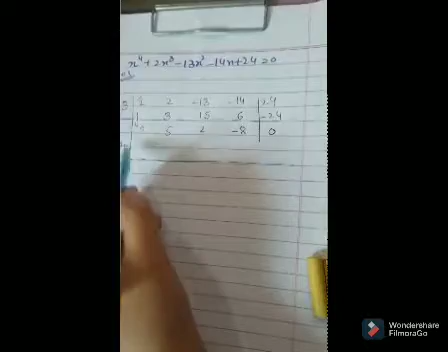 x⁴+2x³-13x²-14x+24=0
3 1 2 -13 -14 24
3 15 6 -24
5 2 -8 0
Wondershare
FilmoraGo